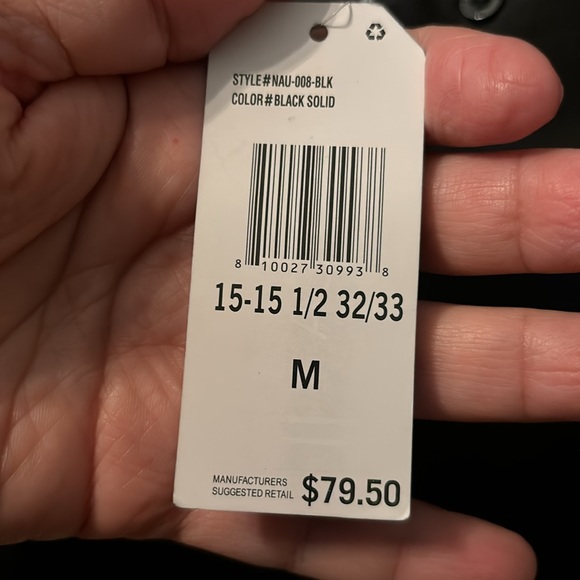 STYLE#NAU-008-BLK
COLOR#BLACK SOLID
8 10027 30993 8
15-15 1/2 32/33
M
MANUFACTURERS
SUGGESTED RETAIL $79.50